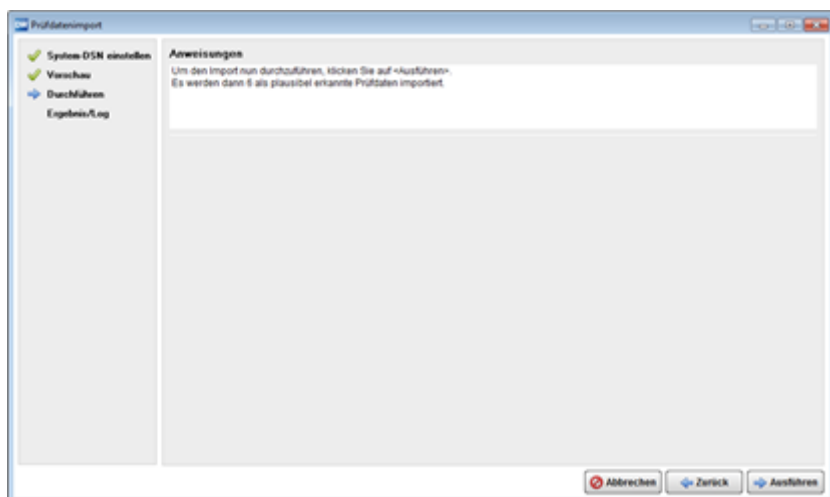 Prüfdatenimport
System-DSN einstellen
Vorschau
Durchführen
Ergebnis/Log
Anweisungen
Um den Import nun durchzuführen, klicken Sie auf <Ausführen>.
Es werden dann 6 als plausibel erkannte Prüfdaten importiert.
Abbrechen
Zurück
Ausführen